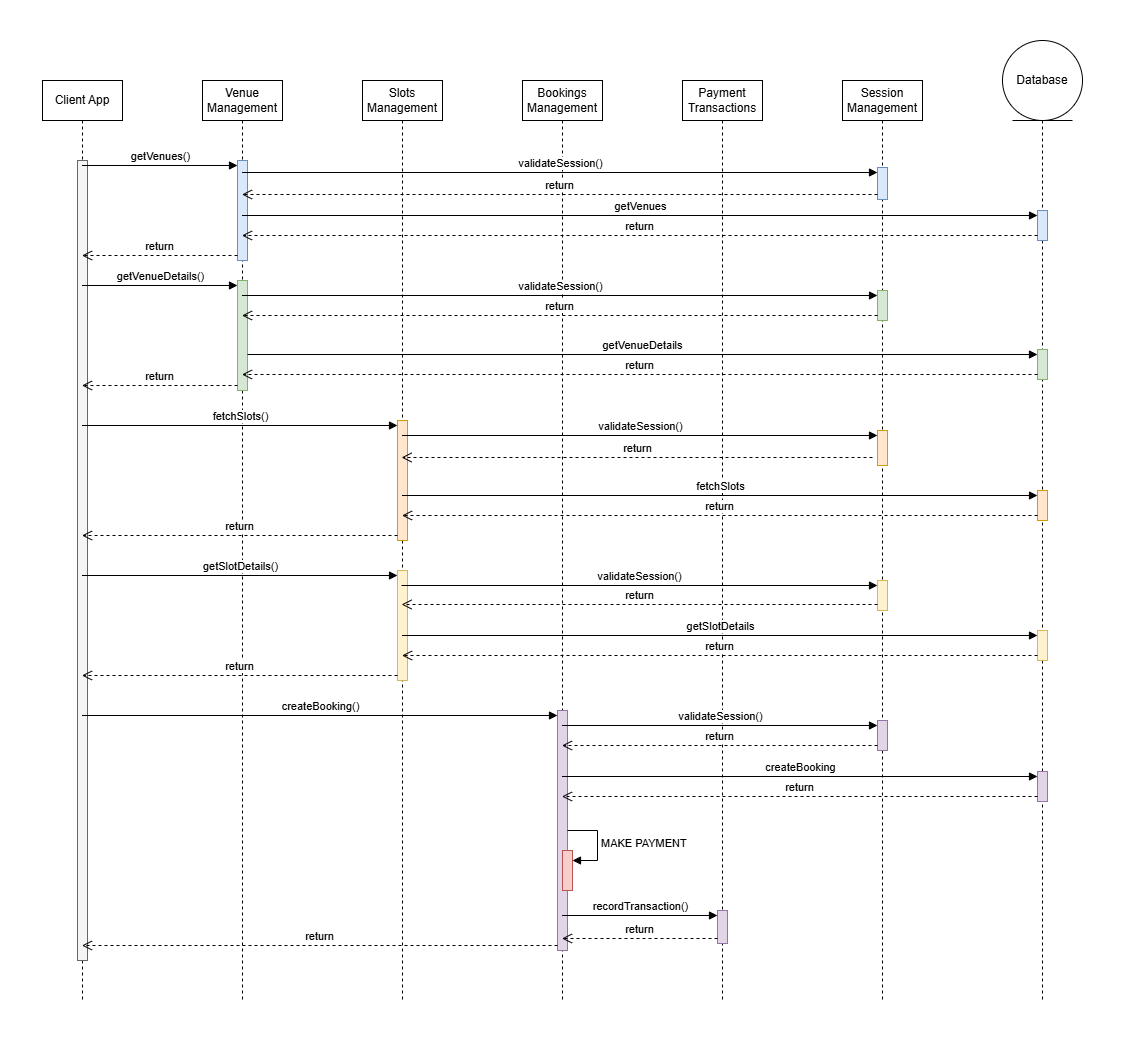 Client App
Venue
Management
Slots
Management
Bookings
Management
Payment
Transactions
Session
Management
Database
getVenues()
validateSession()
return
getVenues
return
return
getVenueDetails()
validateSession()
return
getVenueDetails
return
return
fetchSlots()
validateSession()
return
fetchSlots
return
return
getSlotDetails()
validateSession()
return
getSlotDetails
return
return
createBooking()
validateSession()
return
createBooking
return
MAKE PAYMENT
recordTransaction()
return
return